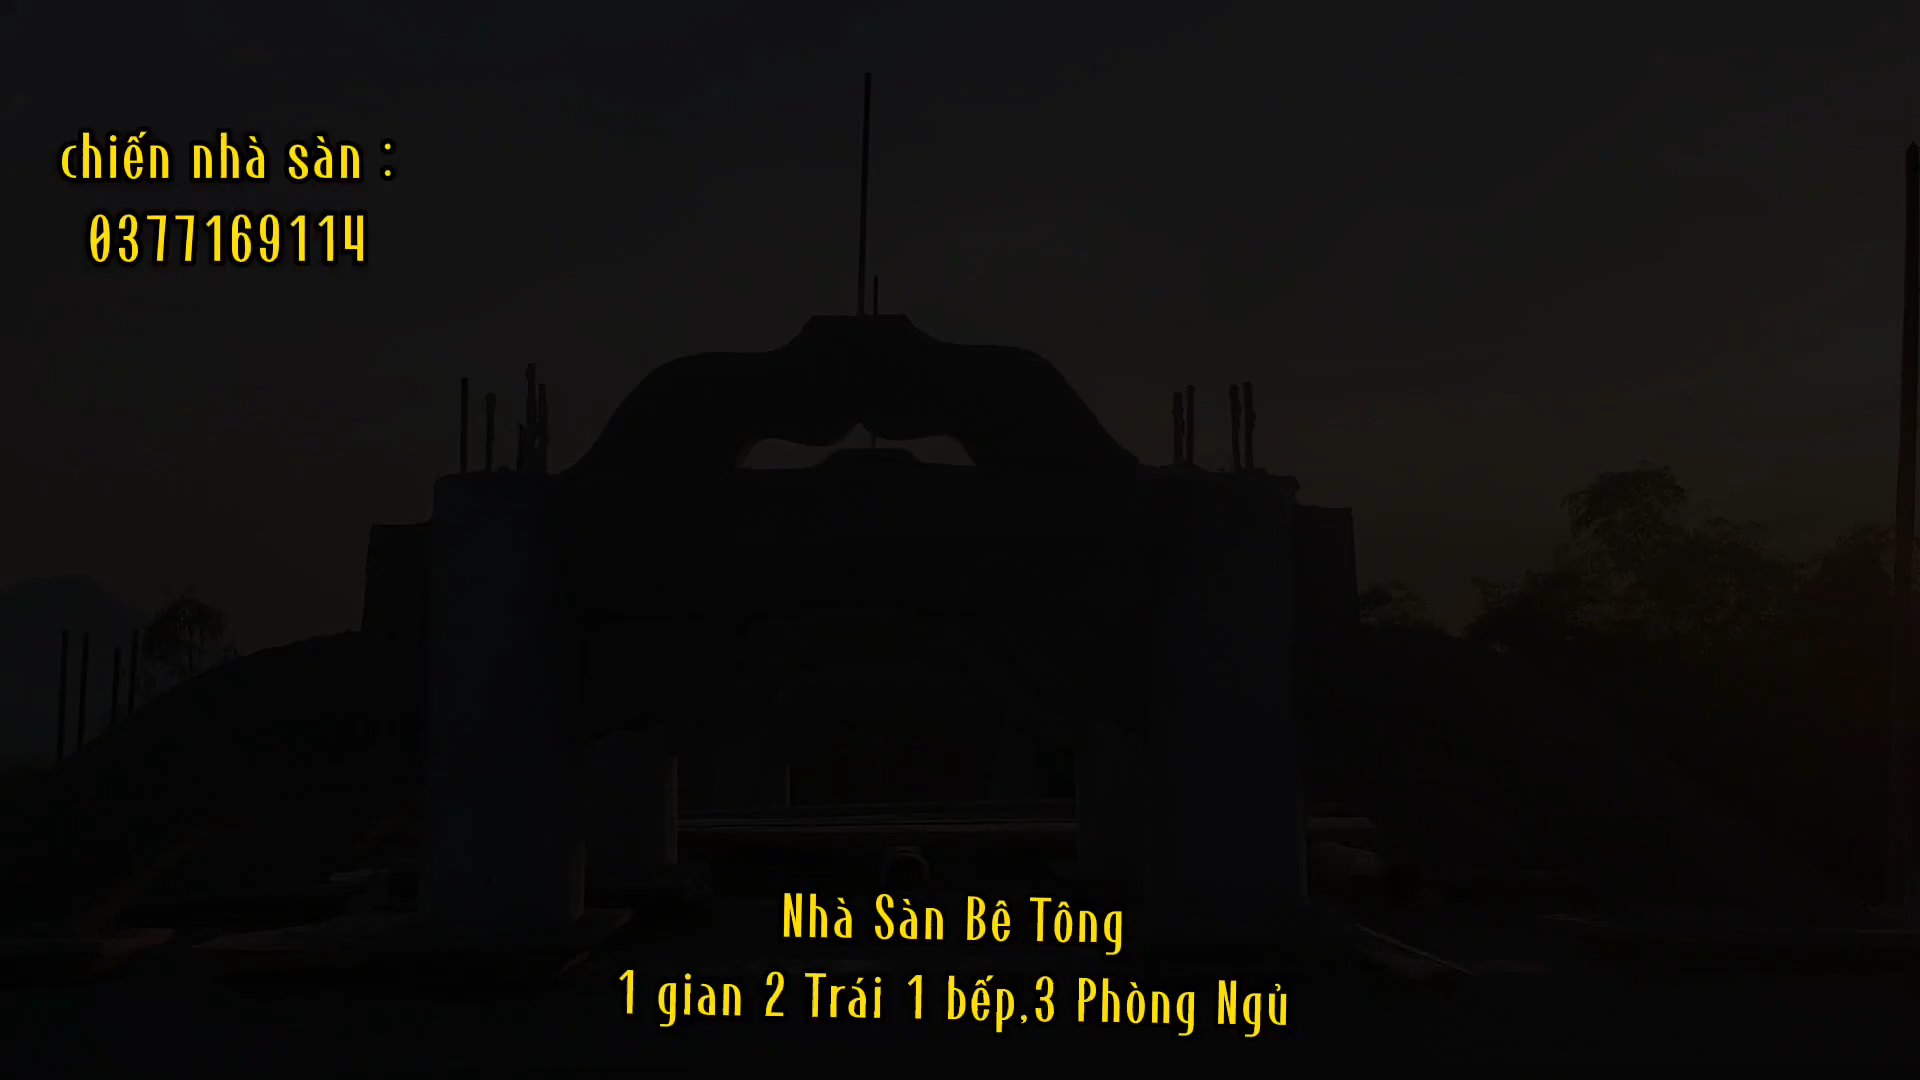 chiến nhà sàn :
0377169114
Nhà Sàn Bê Tông
1 gian 2 Trái 1 bếp,3 Phòng Ngủ